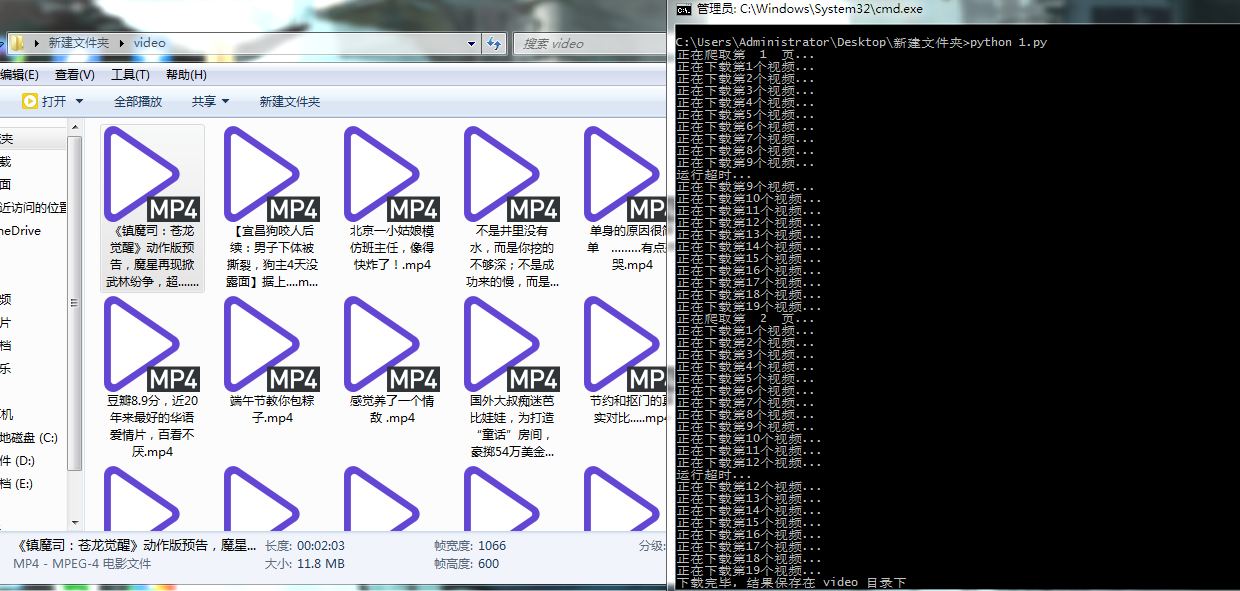 新建文件夹 video
搜索 video
编辑(E) 查看(V) 工具(T) 帮助(H)
打开 全部播放 共享 新建文件夹
夹
载
面
近访问的位置
neDrive
频
片
档
乐
机
地磁盘 (C:)
件 (D:)
档 (E:)
MP4 MP4 MP4 MP4 MP
《镇魔司：苍龙
觉醒》动作版预
告，魔星再现掀
武林纷争，超.......
【宜昌狗咬人后
续：男子下体被
撕裂，狗主4天没
露面】据上....m...
北京一小姑娘模
仿班主任，像得
快炸了！.mp4
不是井里没有
水，而是你挖的
不够深；不是成
功来的慢，而是...
单身的原因很简
单 .........有点
哭.mp4
MP4 MP4 MP4 MP4 MP
豆瓣8.9分，近20
年来最好的华语
爱情片，百看不
厌.mp4
端午节教你包粽
子.mp4
感觉养了一个情
敌 .mp4
国外大叔痴迷芭
比娃娃，为打造
“童话”房间，
豪掷54万美金...
节约和抠门的真
实对比.....mp4
《镇魔司：苍龙觉醒》动作版预告，魔星... 长度: 00:02:03 帧宽度: 1066 分级:
MP4 - MPEG-4 电影文件 大小: 11.8 MB 帧高度: 600
管理员: C:\Windows\System32\cmd.exe
C:\Users\Administrator\Desktop\新建文件夹>python 1.py
正在爬取第 1 页...
正在下载第1个视频...
正在下载第2个视频...
正在下载第3个视频...
正在下载第4个视频...
正在下载第5个视频...
正在下载第6个视频...
正在下载第7个视频...
正在下载第8个视频...
正在下载第9个视频...
运行超时...
正在下载第9个视频...
正在下载第10个视频...
正在下载第11个视频...
正在下载第12个视频...
正在下载第13个视频...
正在下载第14个视频...
正在下载第15个视频...
正在下载第16个视频...
正在下载第17个视频...
正在下载第18个视频...
正在下载第19个视频...
正在爬取第 2 页...
正在下载第1个视频...
正在下载第2个视频...
正在下载第3个视频...
正在下载第4个视频...
正在下载第5个视频...
正在下载第6个视频...
正在下载第7个视频...
正在下载第8个视频...
正在下载第9个视频...
正在下载第10个视频...
正在下载第11个视频...
正在下载第12个视频...
运行超时...
正在下载第12个视频...
正在下载第13个视频...
正在下载第14个视频...
正在下载第15个视频...
正在下载第16个视频...
正在下载第17个视频...
正在下载第18个视频...
正在下载第19个视频...
下载完毕, 结果保存在 video 目录下